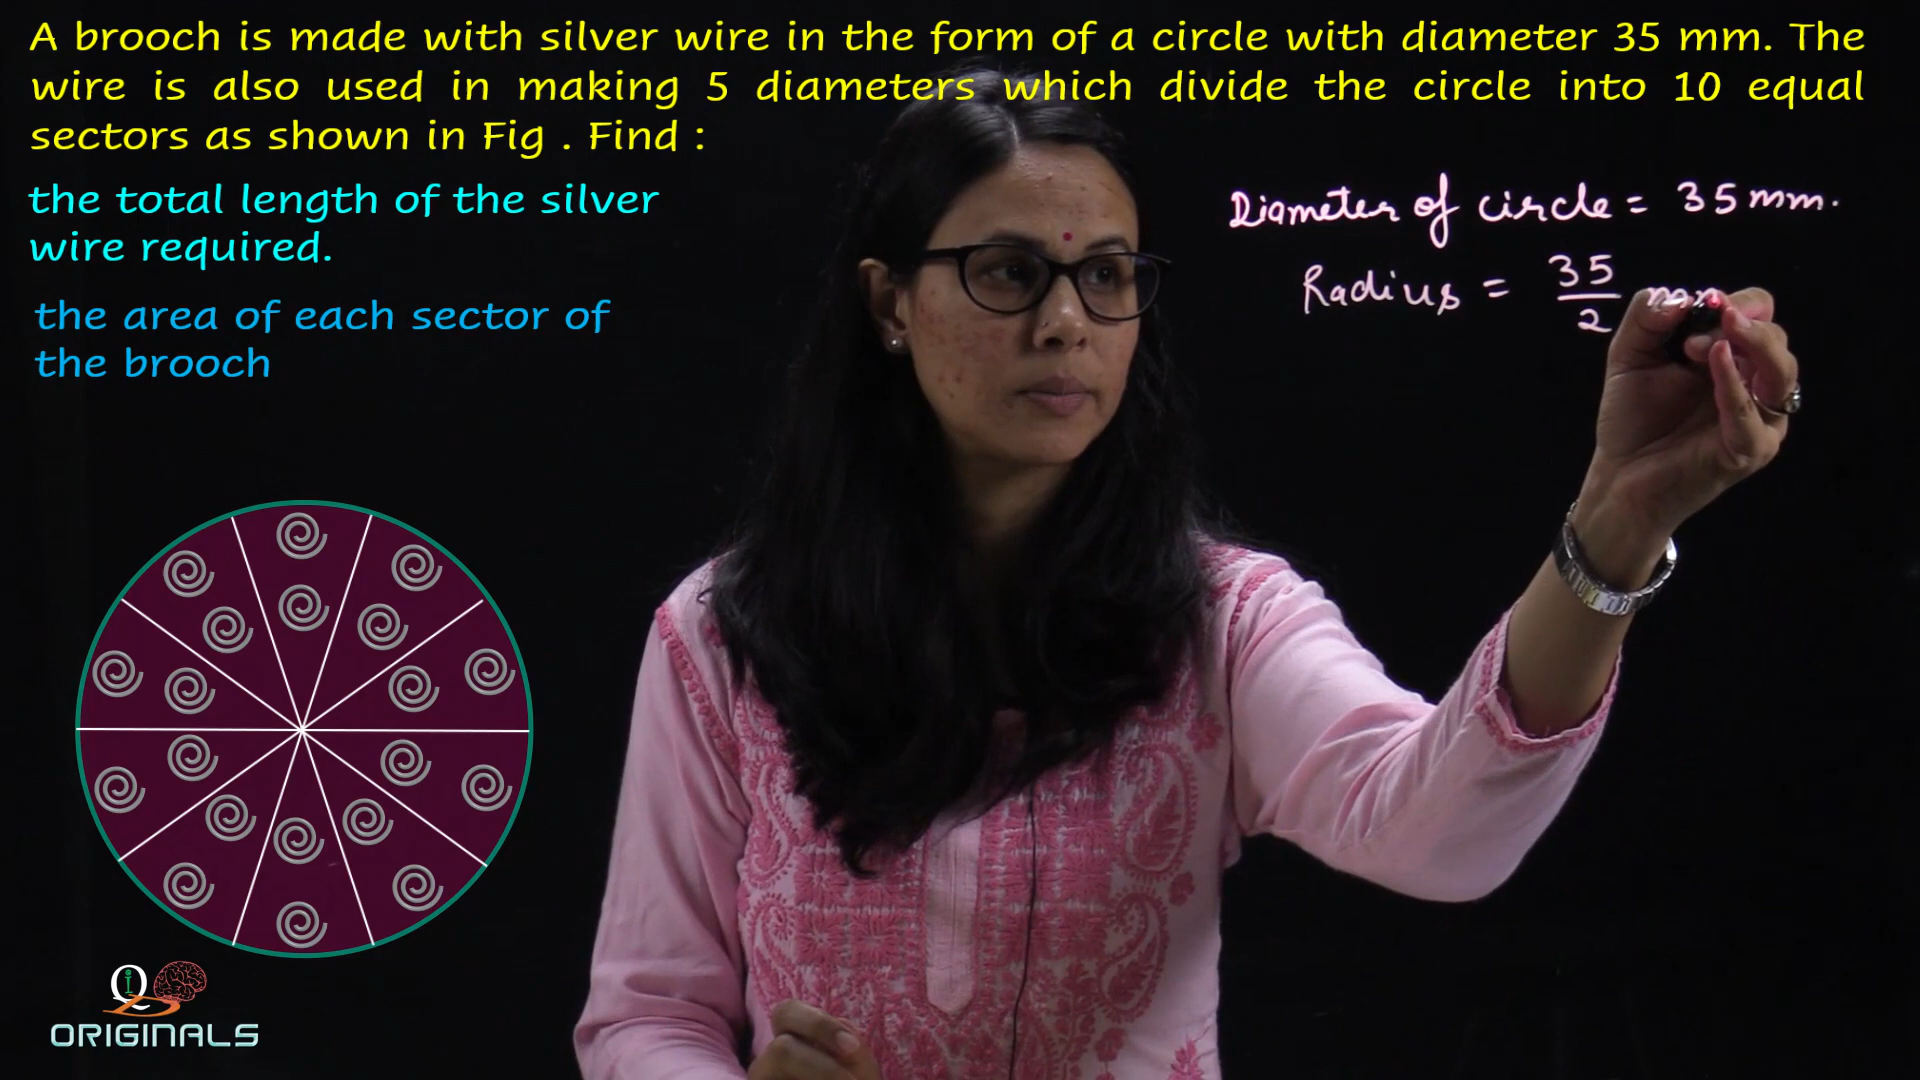 A brooch is made with silver wire in the form of a circle with diameter 35 mm. The
wire is also used in making 5 diameters which divide the circle into 10 equal
sectors as shown in Fig . Find :
the total length of the silver
wire required.
the area of each sector of
the brooch
Diameter of circle = 35 mm.
Radius = 35/2 mm
QI
ORIGINALS